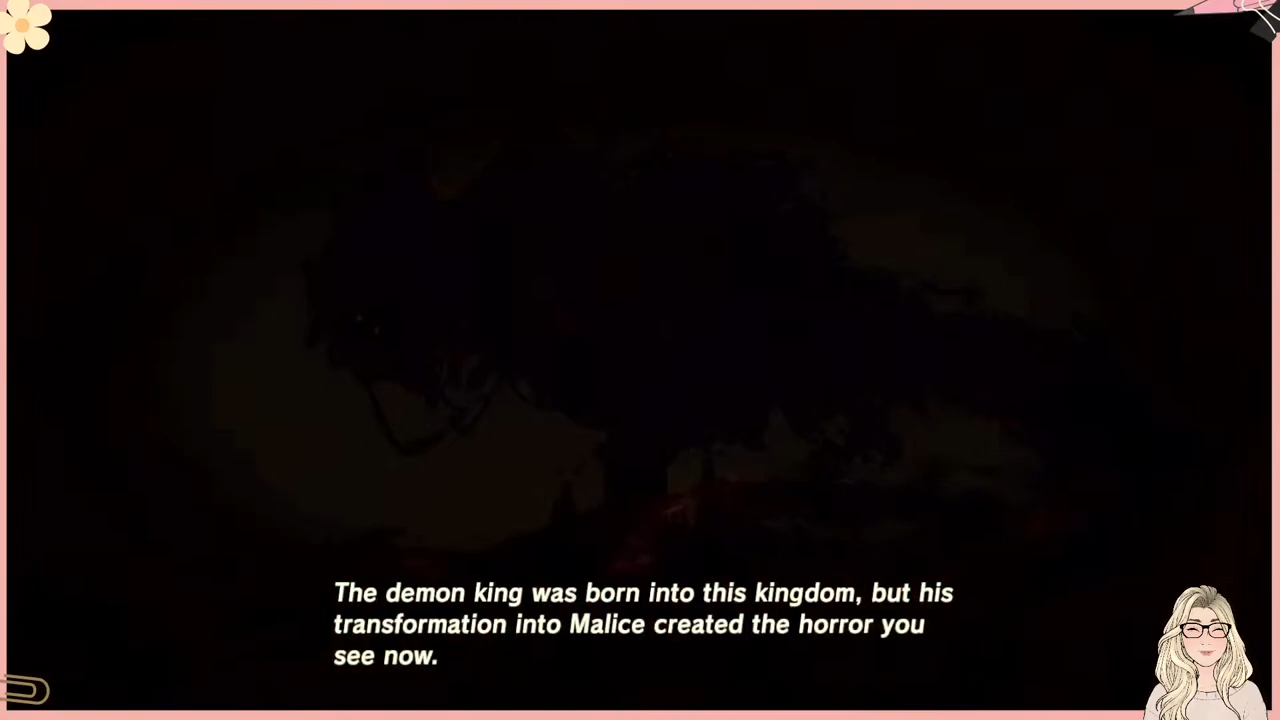 The demon king was born into this kingdom, but his
transformation into Malice created the horror you
see now.